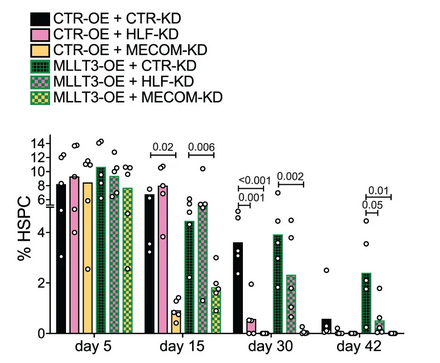 CTR-OE + CTR-KD
CTR-OE + HLF-KD
CTR-OE + MECOM-KD
MLLT3-OE + CTR-KD
MLLT3-OE + HLF-KD
MLLT3-OE + MECOM-KD
% HSPC
14
12
10
8
6
4
2
0
0.02
0.006
<0.001
0.001
0.002
0.01
0.05
day 5
day 15
day 30
day 42